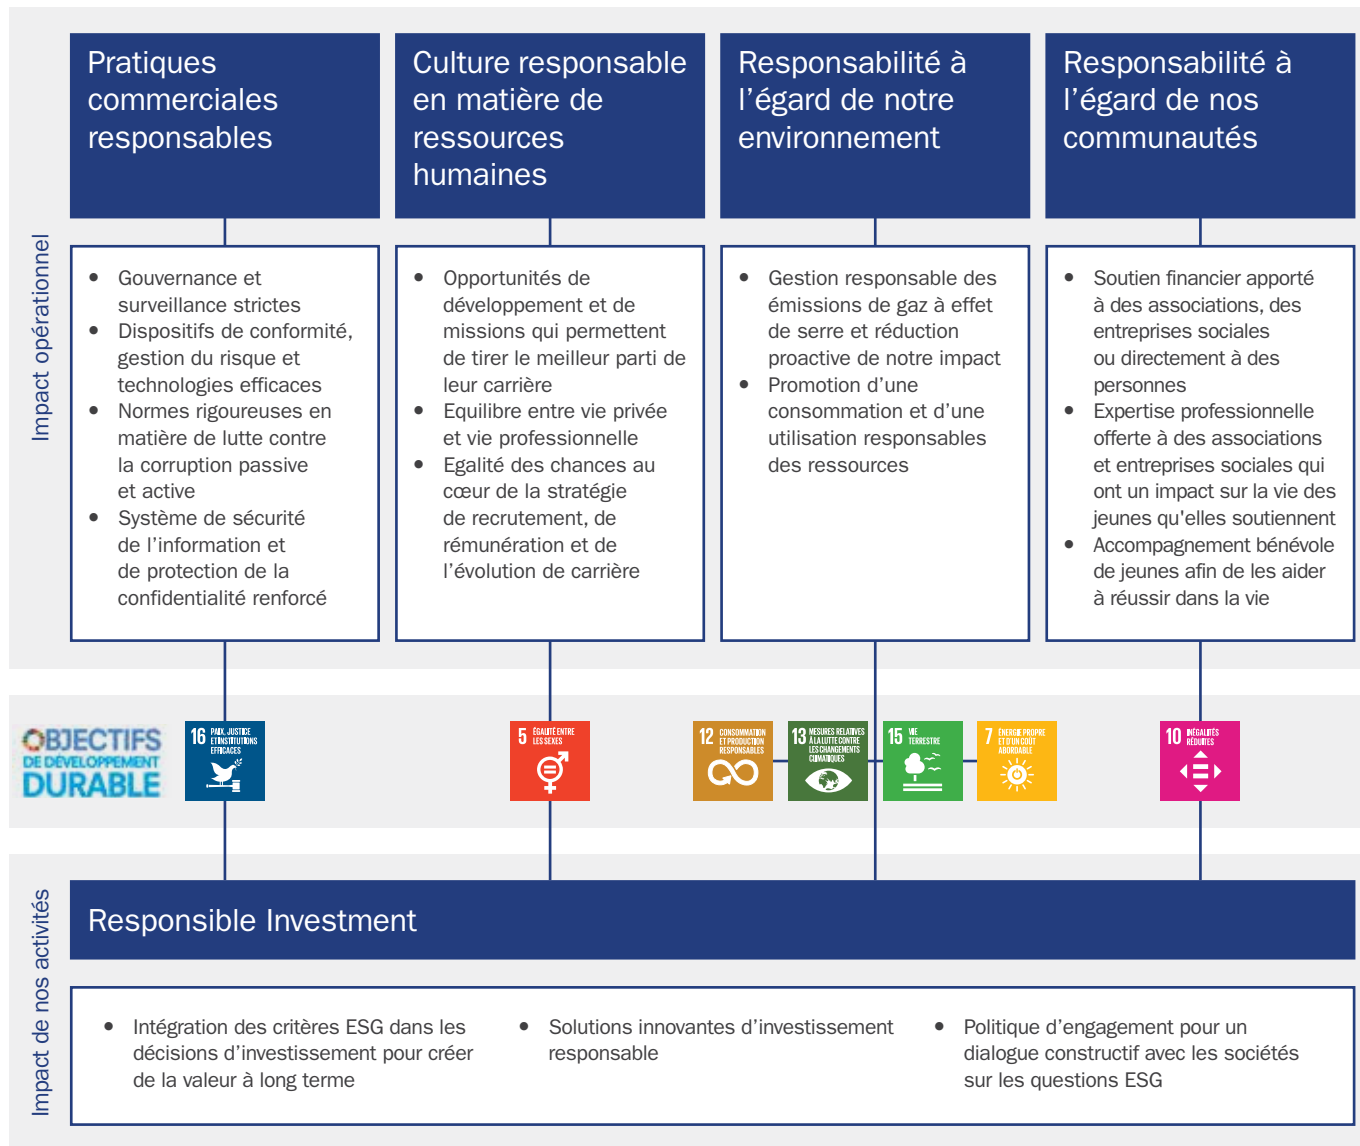 Impact opérationnel
Pratiques
commerciales
responsables
Culture responsable
en matière de
ressources
humaines
Responsabilité à
l’égard de notre
environnement
Responsabilité à
l’égard de nos
communautés
• Gouvernance et
surveillance strictes
• Dispositifs de conformité,
gestion du risque et
technologies efficaces
• Normes rigoureuses en
matière de lutte contre
la corruption passive
et active
• Système de sécurité
de l’information et
de protection de la
confidentialité renforcé
• Opportunités de
développement et de
missions qui permettent
de tirer le meilleur parti de
leur carrière
• Equilibre entre vie privée
et vie professionnelle
• Egalité des chances au
cœur de la stratégie
de recrutement, de
rémunération et de
l’évolution de carrière
• Gestion responsable des
émissions de gaz à effet
de serre et réduction
proactive de notre impact
• Promotion d’une
consommation et d’une
utilisation responsables
des ressources
• Soutien financier apporté
à des associations, des
entreprises sociales
ou directement à des
personnes
• Expertise professionnelle
offerte à des associations
et entreprises sociales qui
ont un impact sur la vie des
jeunes qu'elles soutiennent
• Accompagnement bénévole
de jeunes afin de les aider
à réussir dans la vie
OBJECTIFS
DE DÉVELOPPEMENT
DURABLE
16 PAIX, JUSTICE
ET INSTITUTIONS
EFFICACES
5 ÉGALITÉ ENTRE
LES SEXES
12 CONSOMMATION
ET PRODUCTION
RESPONSABLES
13 MESURES RELATIVES
À LA LUTTE CONTRE
LES CHANGEMENTS
CLIMATIQUES
15 VIE
TERRESTRE
7 ÉNERGIE PROPRE
ET D'UN COÛT
ABORDABLE
10 INÉGALITÉS
RÉDUITES
Impact de nos activités
Responsible Investment
• Intégration des critères ESG dans les
décisions d’investissement pour créer
de la valeur à long terme
• Solutions innovantes d’investissement
responsable
• Politique d’engagement pour un
dialogue constructif avec les sociétés
sur les questions ESG